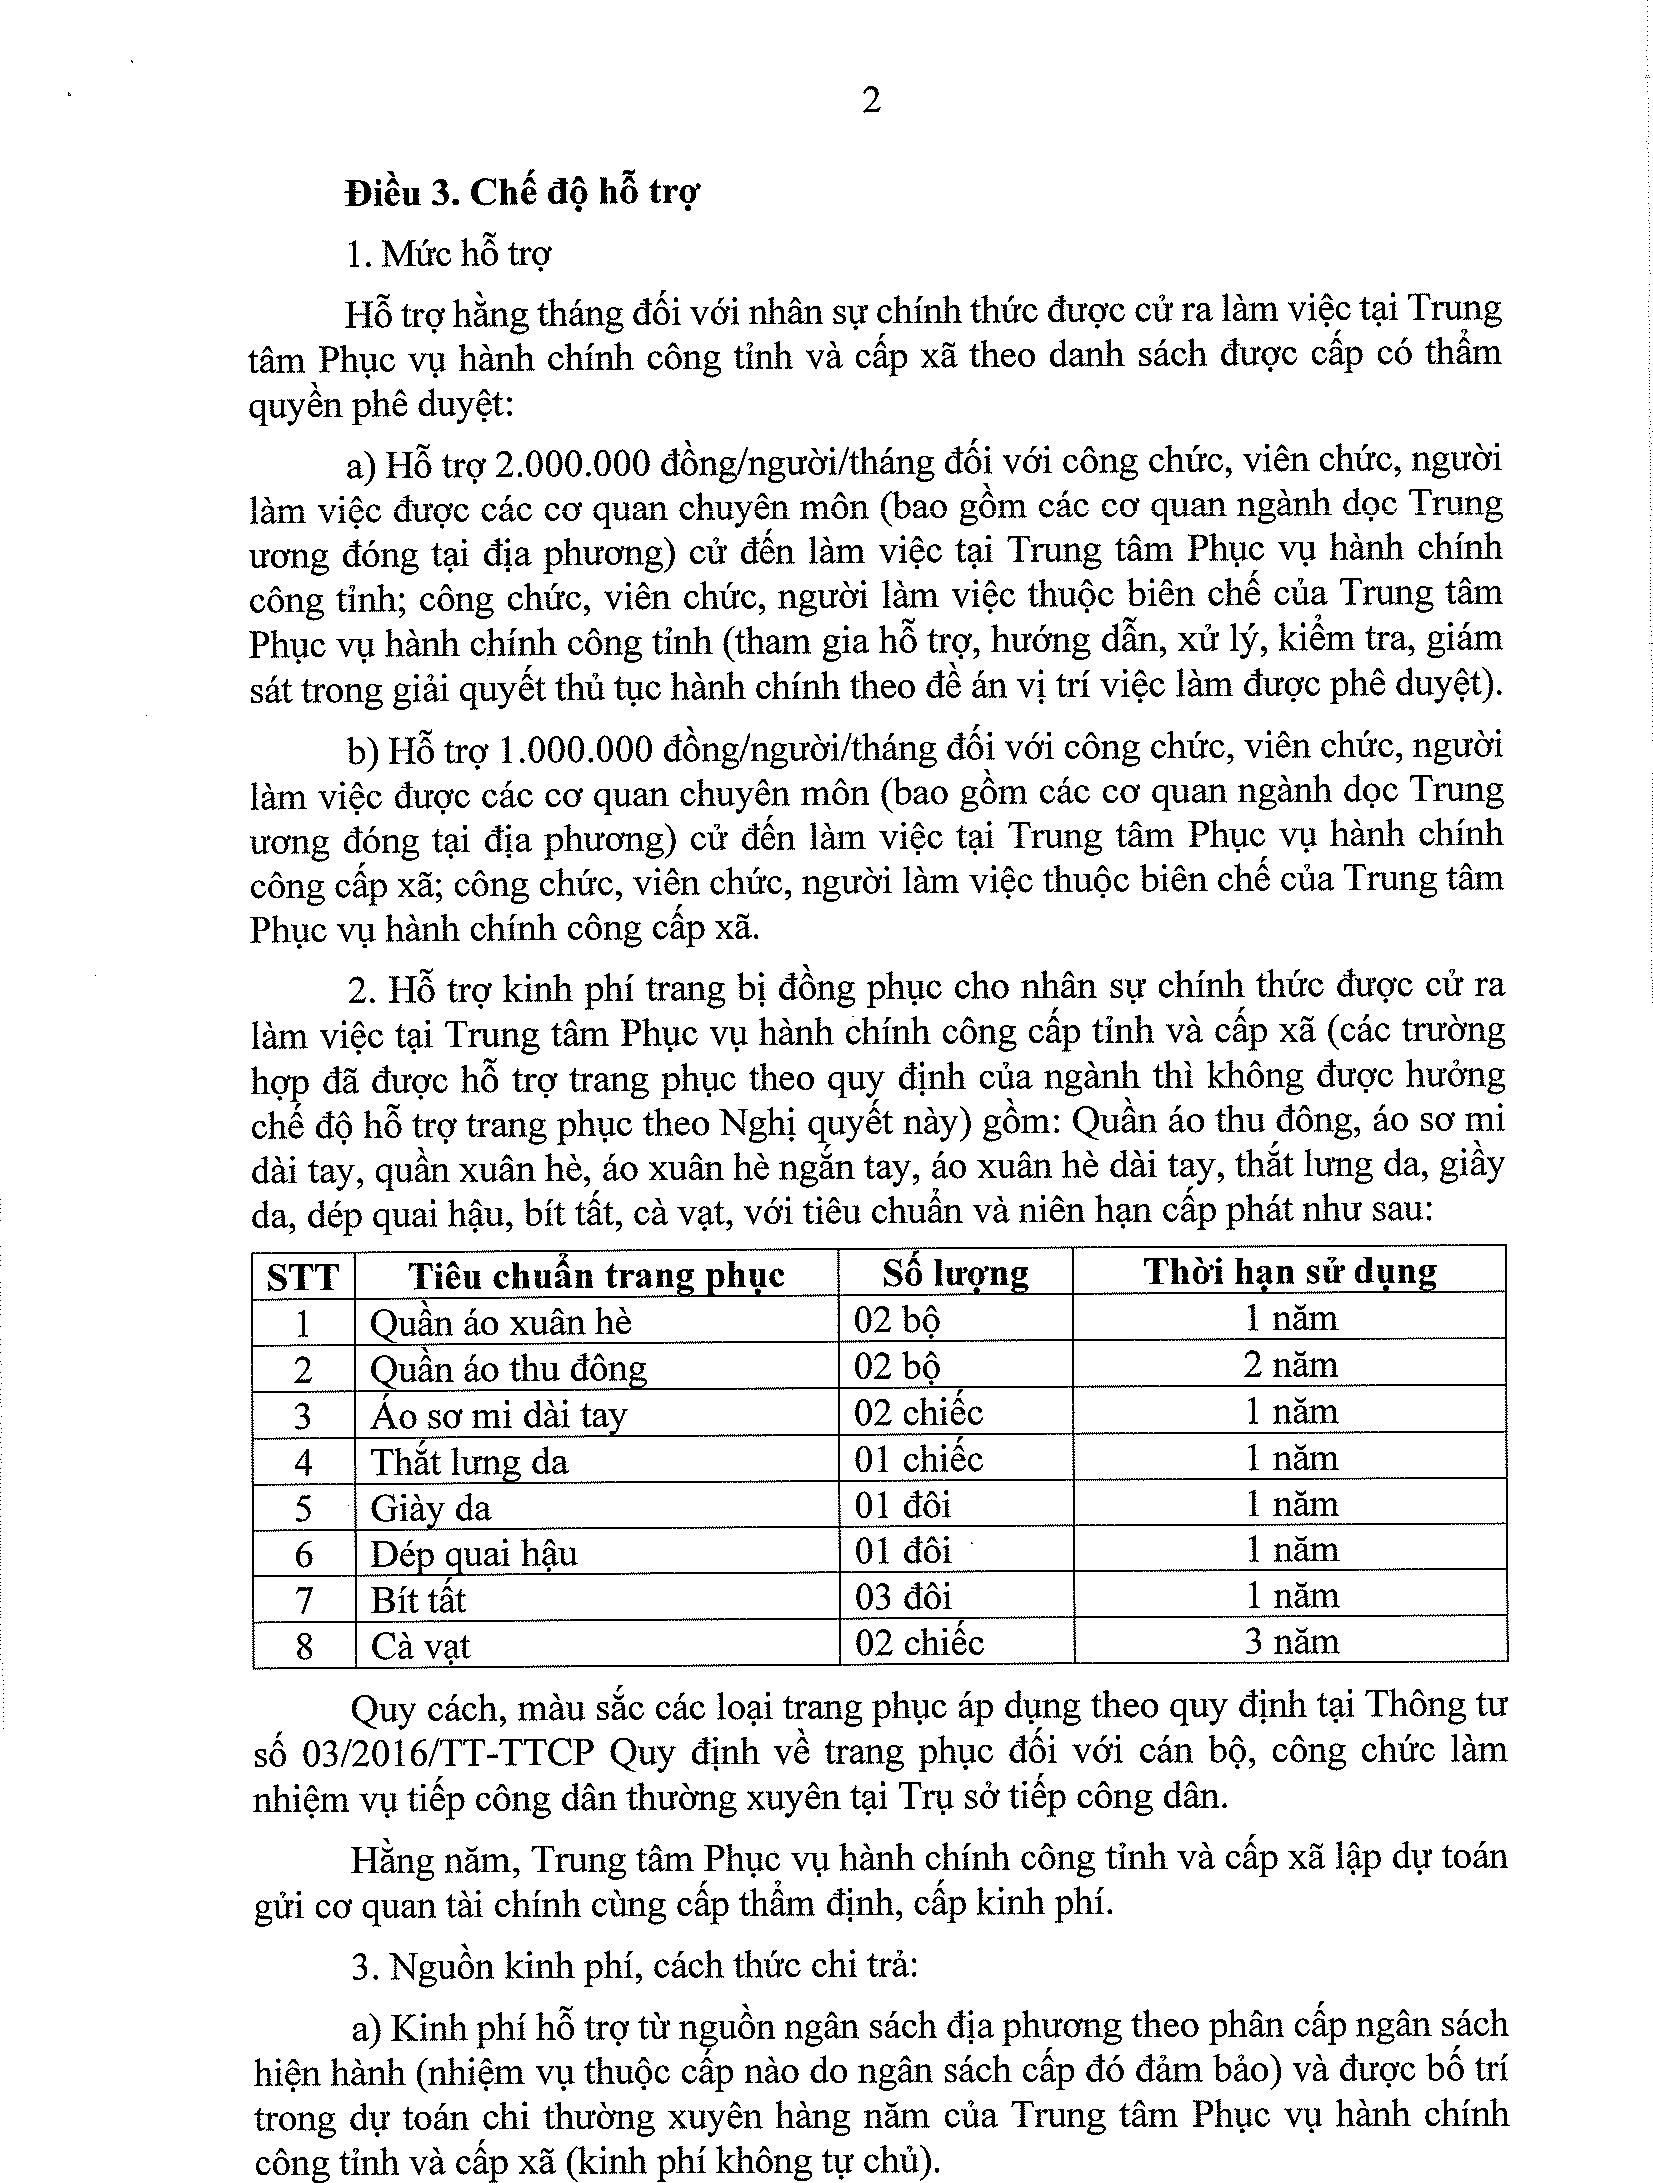 2
Điều 3. Chế độ hỗ trợ
1. Mức hỗ trợ
Hỗ trợ hằng tháng đối với nhân sự chính thức được cử ra làm việc tại Trung
tâm Phục vụ hành chính công tỉnh và cấp xã theo danh sách được cấp có thẩm
quyền phê duyệt:
a) Hỗ trợ 2.000.000 đồng/người/tháng đối với công chức, viên chức, người
làm việc được các cơ quan chuyên môn (bao gồm các cơ quan ngành dọc Trung
ương đóng tại địa phương) cử đến làm việc tại Trung tâm Phục vụ hành chính
công tỉnh; công chức, viên chức, người làm việc thuộc biên chế của Trung tâm
Phục vụ hành chính công tỉnh (tham gia hỗ trợ, hướng dẫn, xử lý, kiểm tra, giám
sát trong giải quyết thủ tục hành chính theo đề án vị trí việc làm được phê duyệt).
b) Hỗ trợ 1.000.000 đồng/người/tháng đối với công chức, viên chức, người
làm việc được các cơ quan chuyên môn (bao gồm các cơ quan ngành dọc Trung
ương đóng tại địa phương) cử đến làm việc tại Trung tâm Phục vụ hành chính
công cấp xã; công chức, viên chức, người làm việc thuộc biên chế của Trung tâm
Phục vụ hành chính công cấp xã.
2. Hỗ trợ kinh phí trang bị đồng phục cho nhân sự chính thức được cử ra
làm việc tại Trung tâm Phục vụ hành chính công cấp tỉnh và cấp xã (các trường
hợp đã được hỗ trợ trang phục theo quy định của ngành thì không được hưởng
chế độ hỗ trợ trang phục theo Nghị quyết này) gồm: Quần áo thu đông, áo sơ mi
dài tay, quần xuân hè, áo xuân hè ngắn tay, áo xuân hè dài tay, thắt lưng da, giầy
da, dép quai hậu, bít tất, cà vạt, với tiêu chuẩn và niên hạn cấp phát như sau:
STT Tiêu chuẩn trang phục Số lượng Thời hạn sử dụng
1 Quần áo xuân hè 02 bộ 1 năm
2 Quần áo thu đông 02 bộ 2 năm
3 Áo sơ mi dài tay 02 chiếc 1 năm
4 Thắt lưng da 01 chiếc 1 năm
5 Giày da 01 đôi 1 năm
6 Dép quai hậu 01 đôi 1 năm
7 Bít tất 03 đôi 1 năm
8 Cà vạt 02 chiếc 3 năm
Quy cách, màu sắc các loại trang phục áp dụng theo quy định tại Thông tư
số 03/2016/TT-TTCP Quy định về trang phục đối với cán bộ, công chức làm
nhiệm vụ tiếp công dân thường xuyên tại Trụ sở tiếp công dân.
Hằng năm, Trung tâm Phục vụ hành chính công tỉnh và cấp xã lập dự toán
gửi cơ quan tài chính cùng cấp thẩm định, cấp kinh phí.
3. Nguồn kinh phí, cách thức chi trả:
a) Kinh phí hỗ trợ từ nguồn ngân sách địa phương theo phân cấp ngân sách
hiện hành (nhiệm vụ thuộc cấp nào do ngân sách cấp đó đảm bảo) và được bố trí
trong dự toán chi thường xuyên hàng năm của Trung tâm Phục vụ hành chính
công tỉnh và cấp xã (kinh phí không tự chủ).